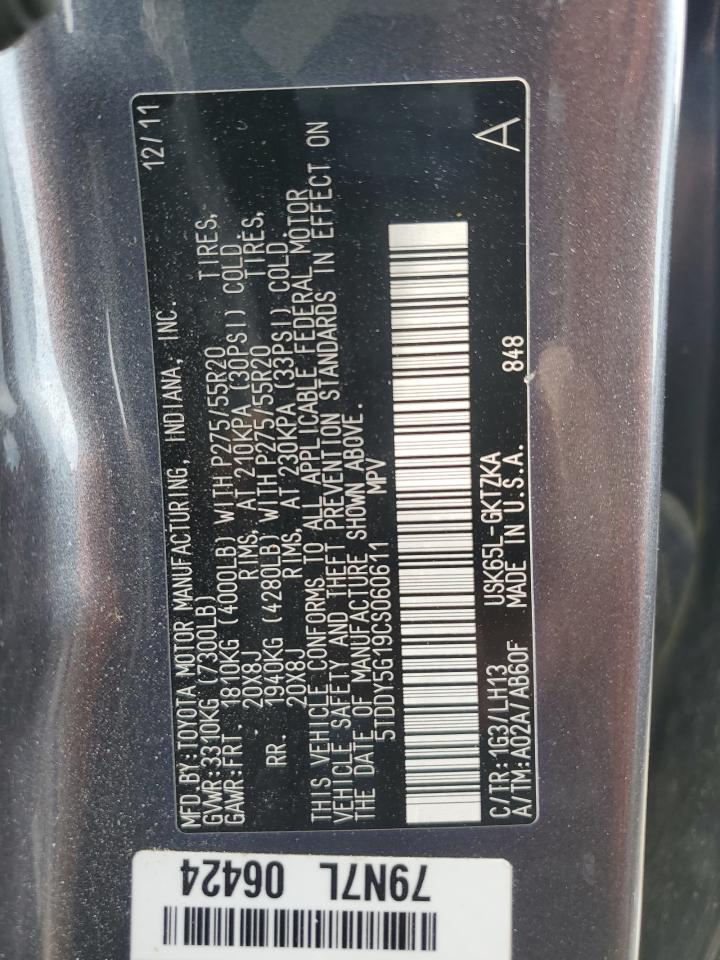 MFD.BY:TOYOTA MOTOR MANUFACTURING, INDIANA, INC. 12/11
GVWR:3310KG (7300LB)
GAWR:FRT. 1810KG (4000LB) WITH P275/55R20 TIRES,
20X8J RIMS, AT 210KPA (30PSI) COLD.
RR. 1940KG (4280LB) WITH P275/55R20 TIRES,
20X8J RIMS, AT 230KPA (33PSI) COLD.
THIS VEHICLE CONFORMS TO ALL APPLICABLE FEDERAL MOTOR
VEHICLE SAFETY AND THEFT PREVENTION STANDARDS IN EFFECT ON
THE DATE OF MANUFACTURE SHOWN ABOVE.
5TDDY5G19CS060611 MPV
C/TR:1G3/LH13 USK65L-GKTZKA 848 A
A/TM:A02A/AB60F MADE IN U.S.A.
79N7L 06424